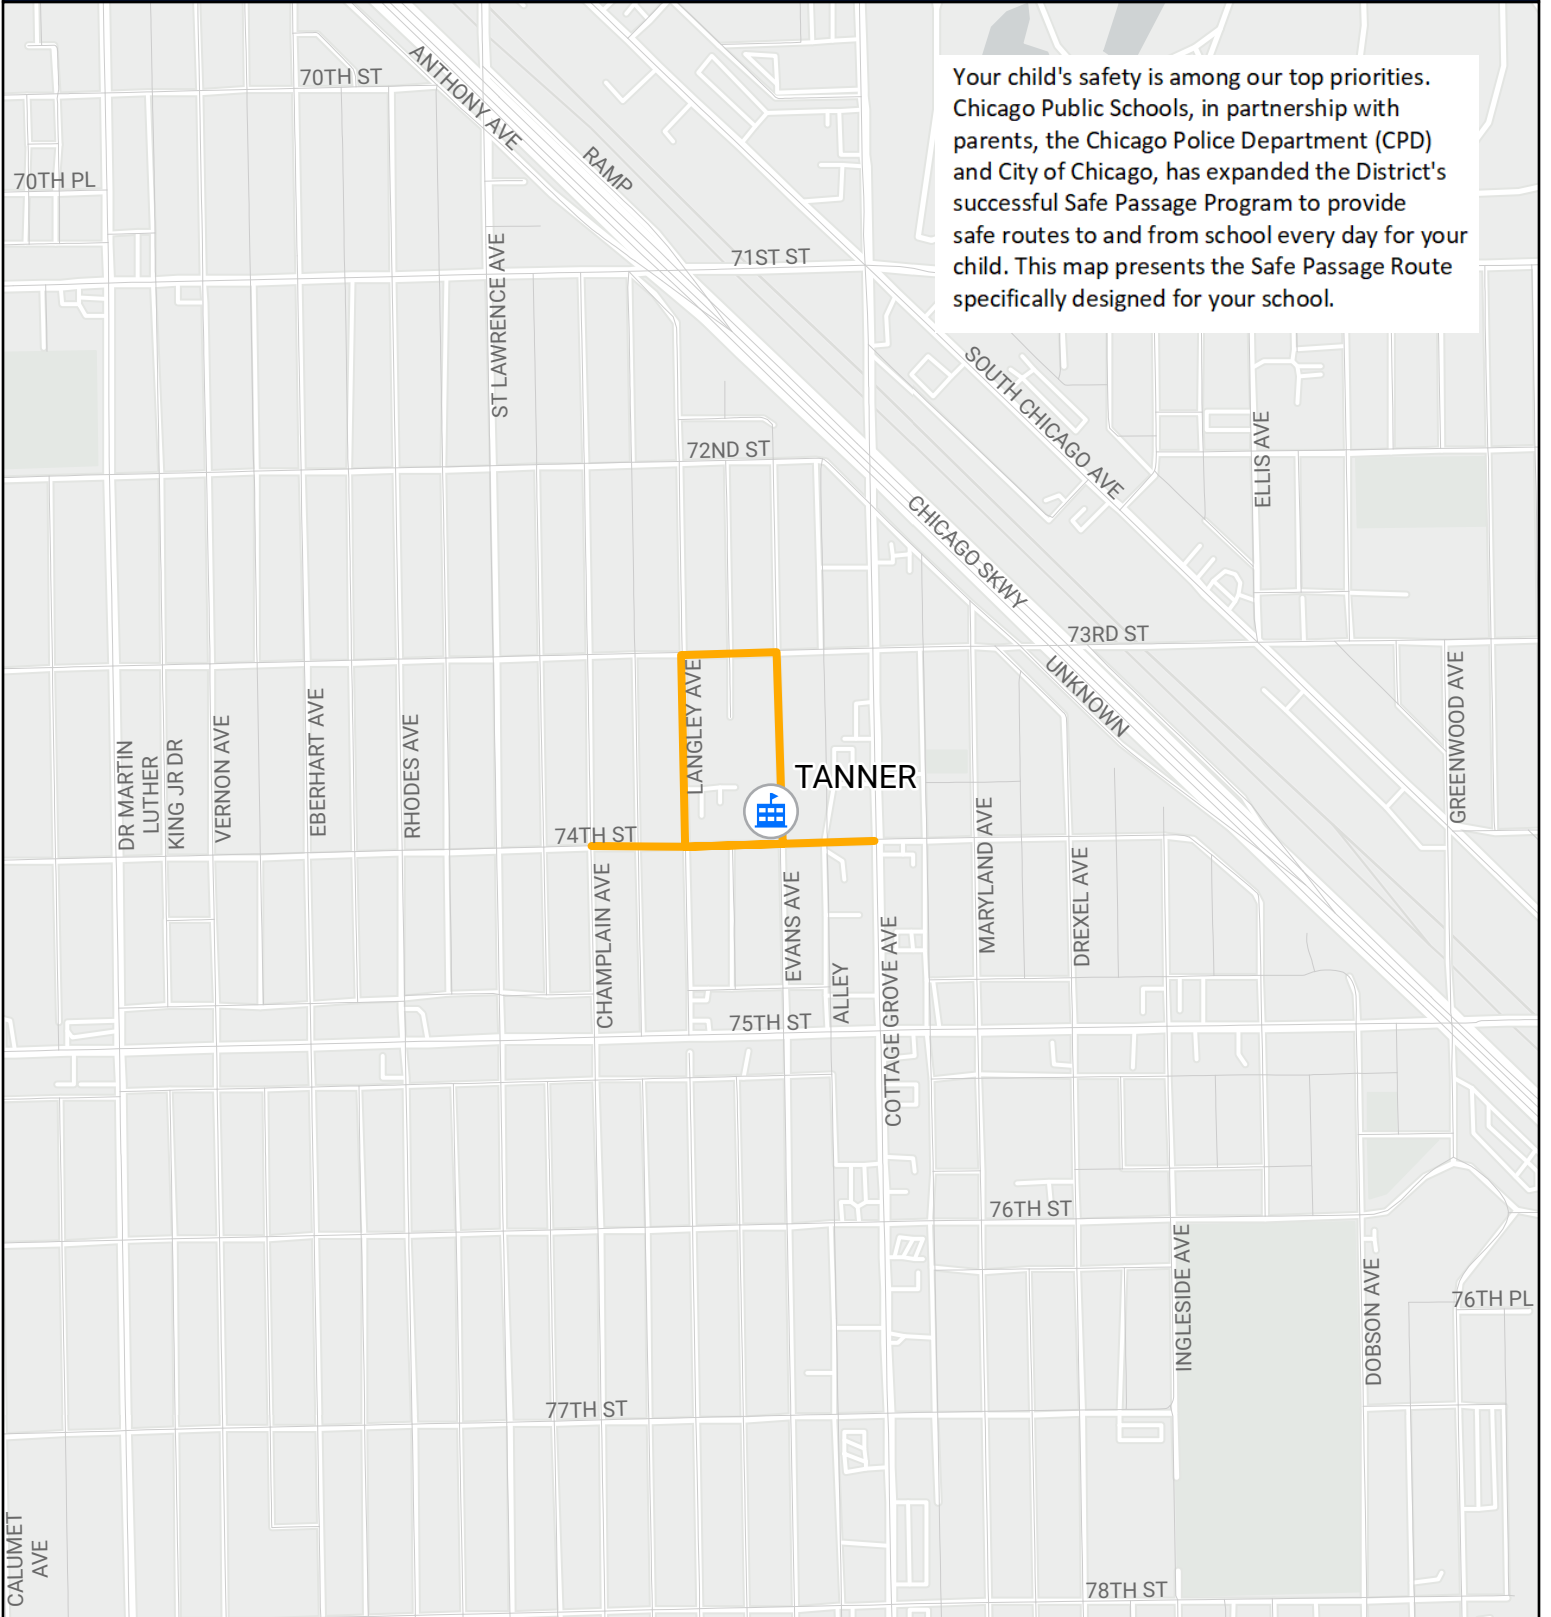 Your child's safety is among our top priorities.
Chicago Public Schools, in partnership with
parents, the Chicago Police Department (CPD)
and City of Chicago, has expanded the District's
successful Safe Passage Program to provide
safe routes to and from school every day for your
child. This map presents the Safe Passage Route
specifically designed for your school.
70TH ST
ANTHONY AVE
RAMP
70TH PL
71ST ST
ST LAWRENCE AVE
SOUTH CHICAGO AVE
72ND ST
ELLIS AVE
CHICAGO SKWY
73RD ST
UNKNOWN
LANGLEY AVE
GREENWOOD AVE
DR MARTIN
LUTHER
KING JR DR
VERNON AVE
EBERHART AVE
RHODES AVE
TANNER
74TH ST
MARYLAND AVE
DREXEL AVE
CHAMPLAIN AVE
EVANS AVE
ALLEY
COTTAGE GROVE AVE
75TH ST
76TH ST
INGLESIDE AVE
DOBSON AVE
76TH PL
77TH ST
CALUMET
AVE
78TH ST